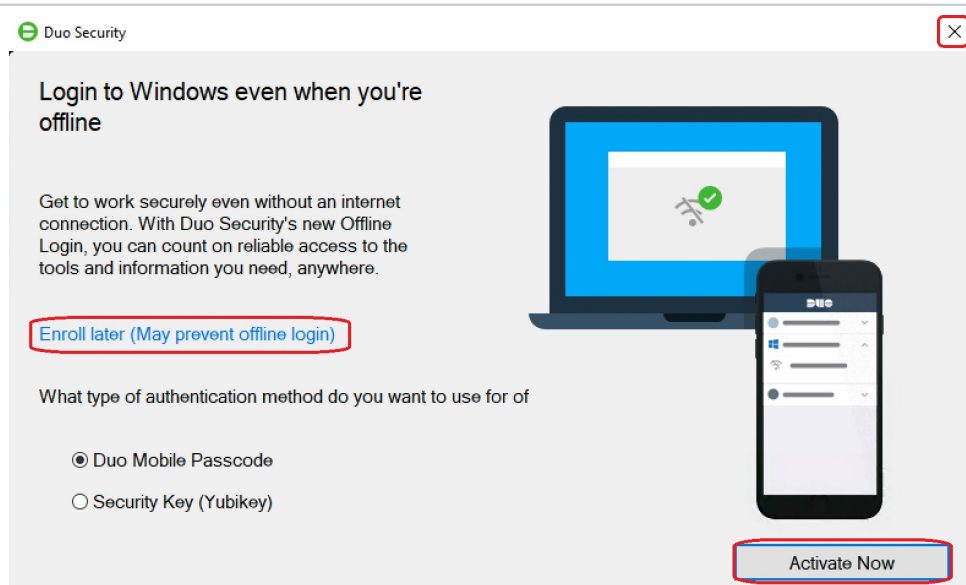 Duo Security
Login to Windows even when you're
offline
Get to work securely even without an internet
connection. With Duo Security's new Offline
Login, you can count on reliable access to the
tools and information you need, anywhere.
Enroll later (May prevent offline login)
What type of authentication method do you want to use for of
Duo Mobile Passcode
Security Key (Yubikey)
DUO
Activate Now